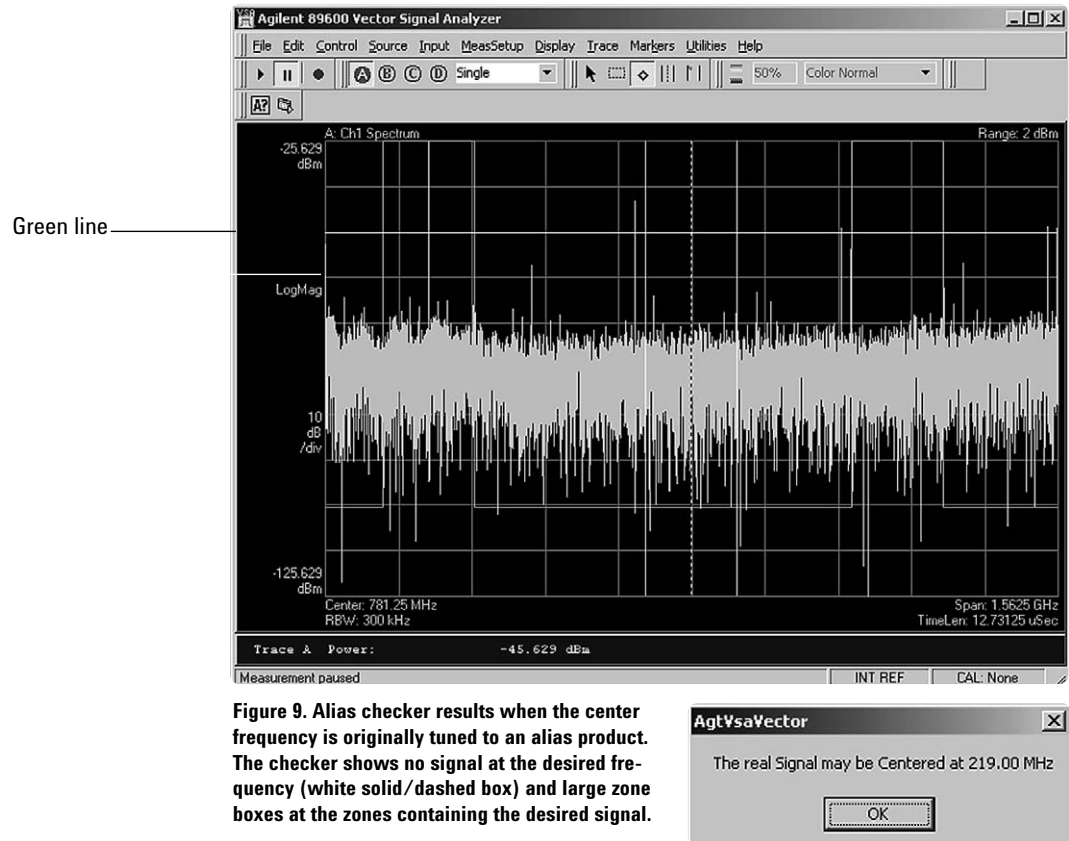 Agilent 89600 Vector Signal Analyzer
File Edit Control Source Input MeasSetup Display Trace Markers Utilities Help
A B C D Single 50% Color Normal
A?
A: Ch1 Spectrum Range: 2 dBm
-25.629
dBm
Green line
LogMag
10
dB
/div
-125.629
dBm
Center: 781.25 MHz Span: 1.5625 GHz
RBW: 300 kHz TimeLen: 12.73125 uSec
Trace A Power: -45.629 dBm
Measurement paused INT REF CAL: None
Figure 9. Alias checker results when the center
frequency is originally tuned to an alias product.
The checker shows no signal at the desired fre-
quency (white solid/dashed box) and large zone
boxes at the zones containing the desired signal.
AgtVsaVector
The real Signal may be Centered at 219.00 MHz
OK